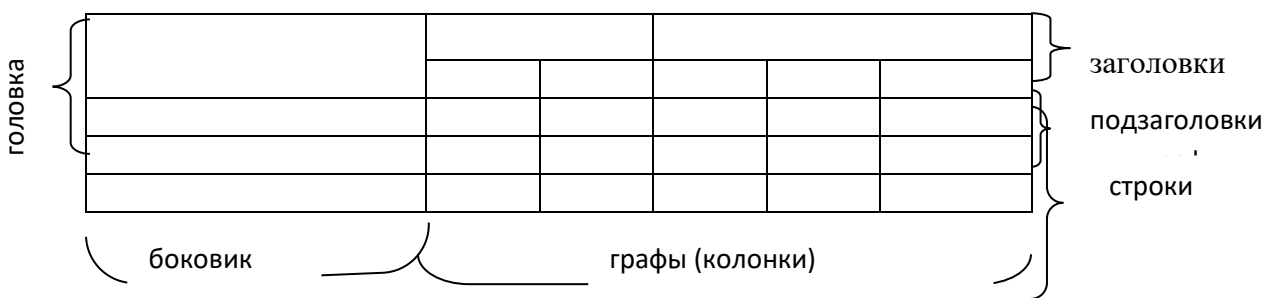 головка
заголовки
подзаголовки
строки
боковик
графы (колонки)